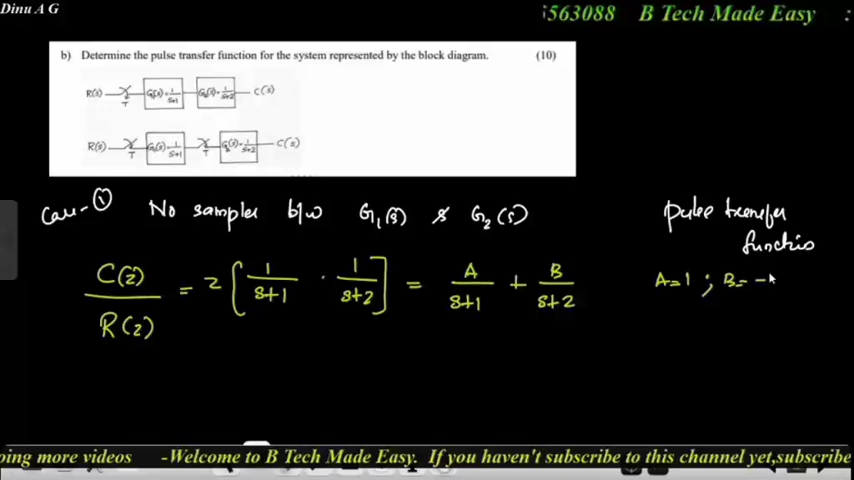 Dinu A G
563088 B Tech Made Easy
b) Determine the pulse transfer function for the system represented by the block diagram. (10)
R(s) T G₁(s)=1/s+1 G₂(s)=1/s+2 C(s)
R(s) T G₁(s)=1/s+1 T G₂(s)=1/s+2 C(s)
Case-① No sampler b/w G₁(s) & G₂(s)
pulse transfer
functio
C(z)/R(z) = Z[1/s+1 · 1/s+2] = A/s+1 + B/s+2
A=1 ; B= -
oing more videos -Welcome to B Tech Made Easy. If you haven't subscribe to this channel yet,subscribe